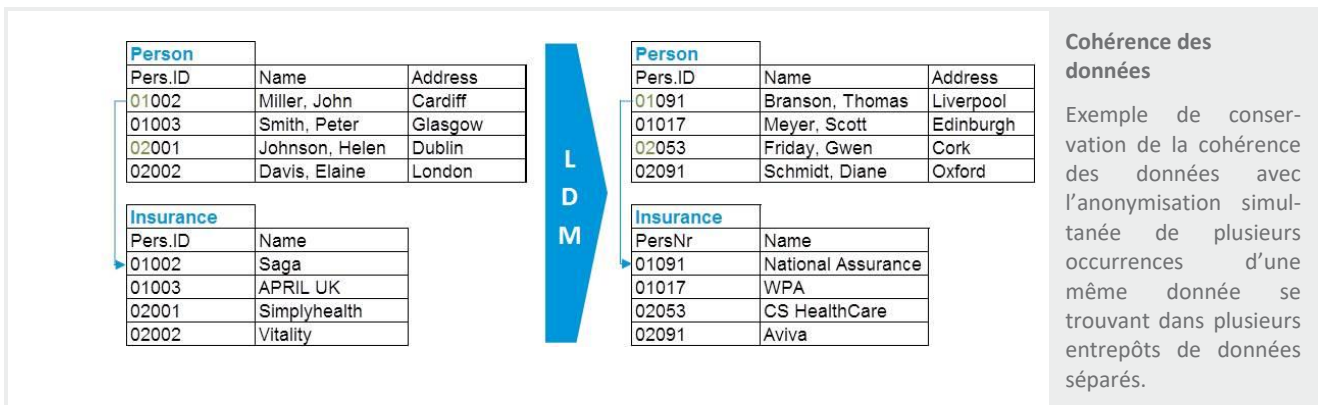 Person
Pers.ID Name Address
01002 Miller, John Cardiff
01003 Smith, Peter Glasgow
02001 Johnson, Helen Dublin
02002 Davis, Elaine London
Insurance
Pers.ID Name
01002 Saga
01003 APRIL UK
02001 Simplyhealth
02002 Vitality
L
D
M
Person
Pers.ID Name Address
01091 Branson, Thomas Liverpool
01017 Meyer, Scott Edinburgh
02053 Friday, Gwen Cork
02091 Schmidt, Diane Oxford
Insurance
PersNr Name
01091 National Assurance
01017 WPA
02053 CS HealthCare
02091 Aviva
Cohérence des
données
Exemple de conser-
vation de la cohérence
des données avec
l’anonymisation simul-
tanée de plusieurs
occurrences d’une
même donnée se
trouvant dans plusieurs
entrepôts de données
séparés.